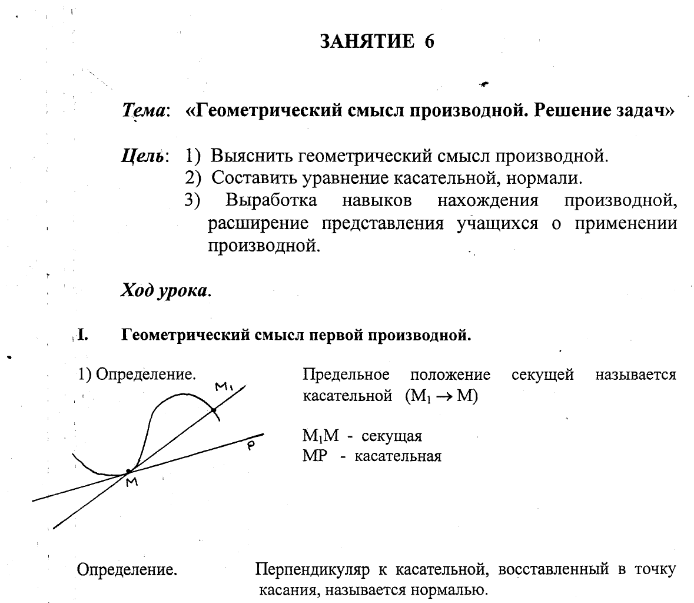 ЗАНЯТИЕ 6
Тема: «Геометрический смысл производной. Решение задач»
Цель: 1) Выяснить геометрический смысл производной.
2) Составить уравнение касательной, нормали.
3) Выработка навыков нахождения производной,
расширение представления учащихся о применении
производной.
Ход урока.
I. Геометрический смысл первой производной.
1) Определение.
Предельное положение секущей называется
касательной (M₁ → M)
M₁M - секущая
MP - касательная
M₁
P
M
Определение.
Перпендикуляр к касательной, восставленный в точку
касания, называется нормалью.